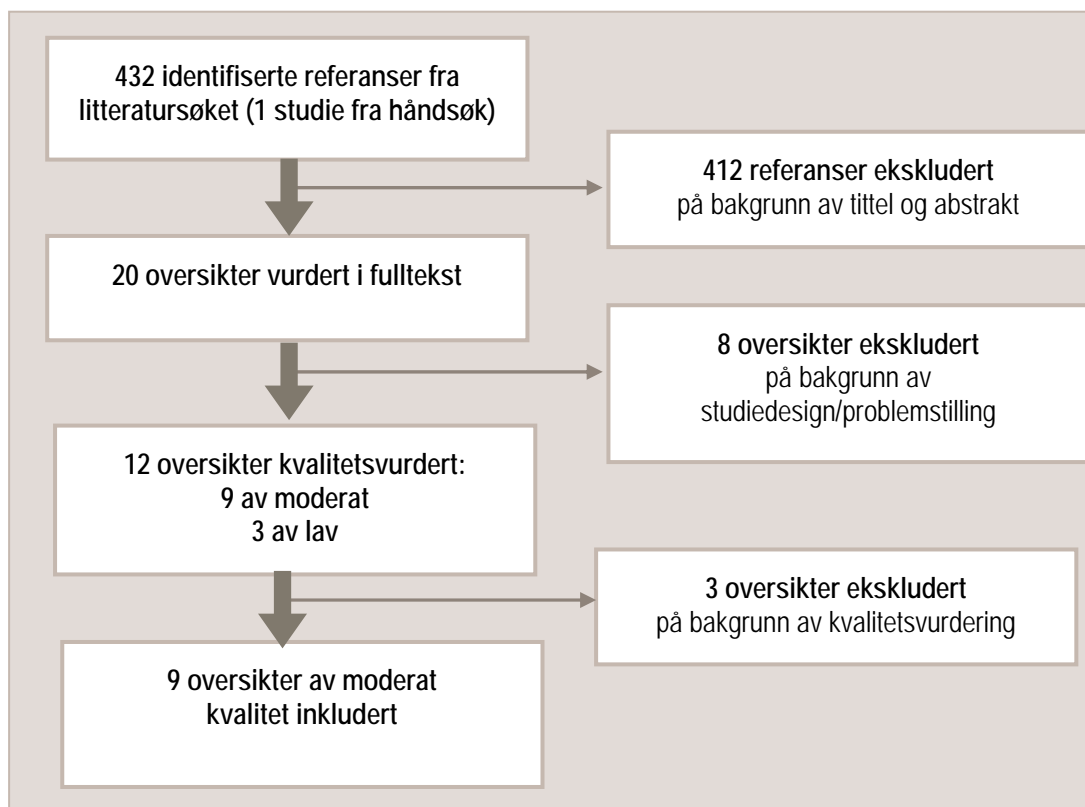 432 identifiserte referanser fra
litteratursøket (1 studie fra håndsøk)
412 referanser ekskludert
på bakgrunn av tittel og abstrakt
20 oversikter vurdert i fulltekst
8 oversikter ekskludert
på bakgrunn av
studiedesign/problemstilling
12 oversikter kvalitetsvurdert:
9 av moderat
3 av lav
3 oversikter ekskludert
på bakgrunn av kvalitetsvurdering
9 oversikter av moderat
kvalitet inkludert